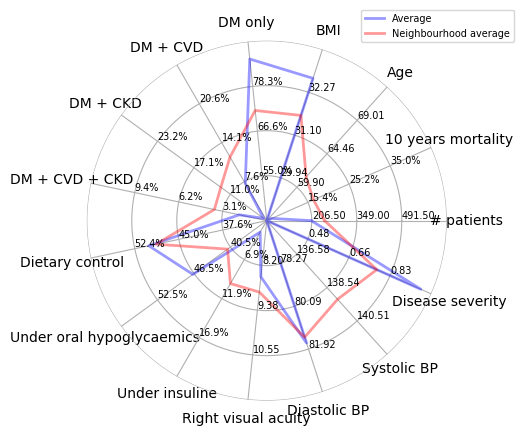 Average
Neighbourhood average
DM only
BMI
DM + CVD
Age
DM + CKD
10 years mortality
DM + CVD + CKD
# patients
Dietary control
Disease severity
Under oral hypoglycaemics
Systolic BP
Under insuline
Diastolic BP
Right visual acuity
206.50 349.00 491.50
15.4% 25.2% 35.0%
59.90 64.46 69.01
29.94 31.10 32.27
55.0% 66.6% 78.3%
7.6% 14.1% 20.6%
11.0% 17.1% 23.2%
3.1% 6.2% 9.4%
37.6% 45.0% 52.4%
40.5% 46.5% 52.5%
6.9% 11.9% 16.9%
8.20 9.38 10.55
78.27 80.09 81.92
136.58 138.54 140.51
0.48 0.66 0.83